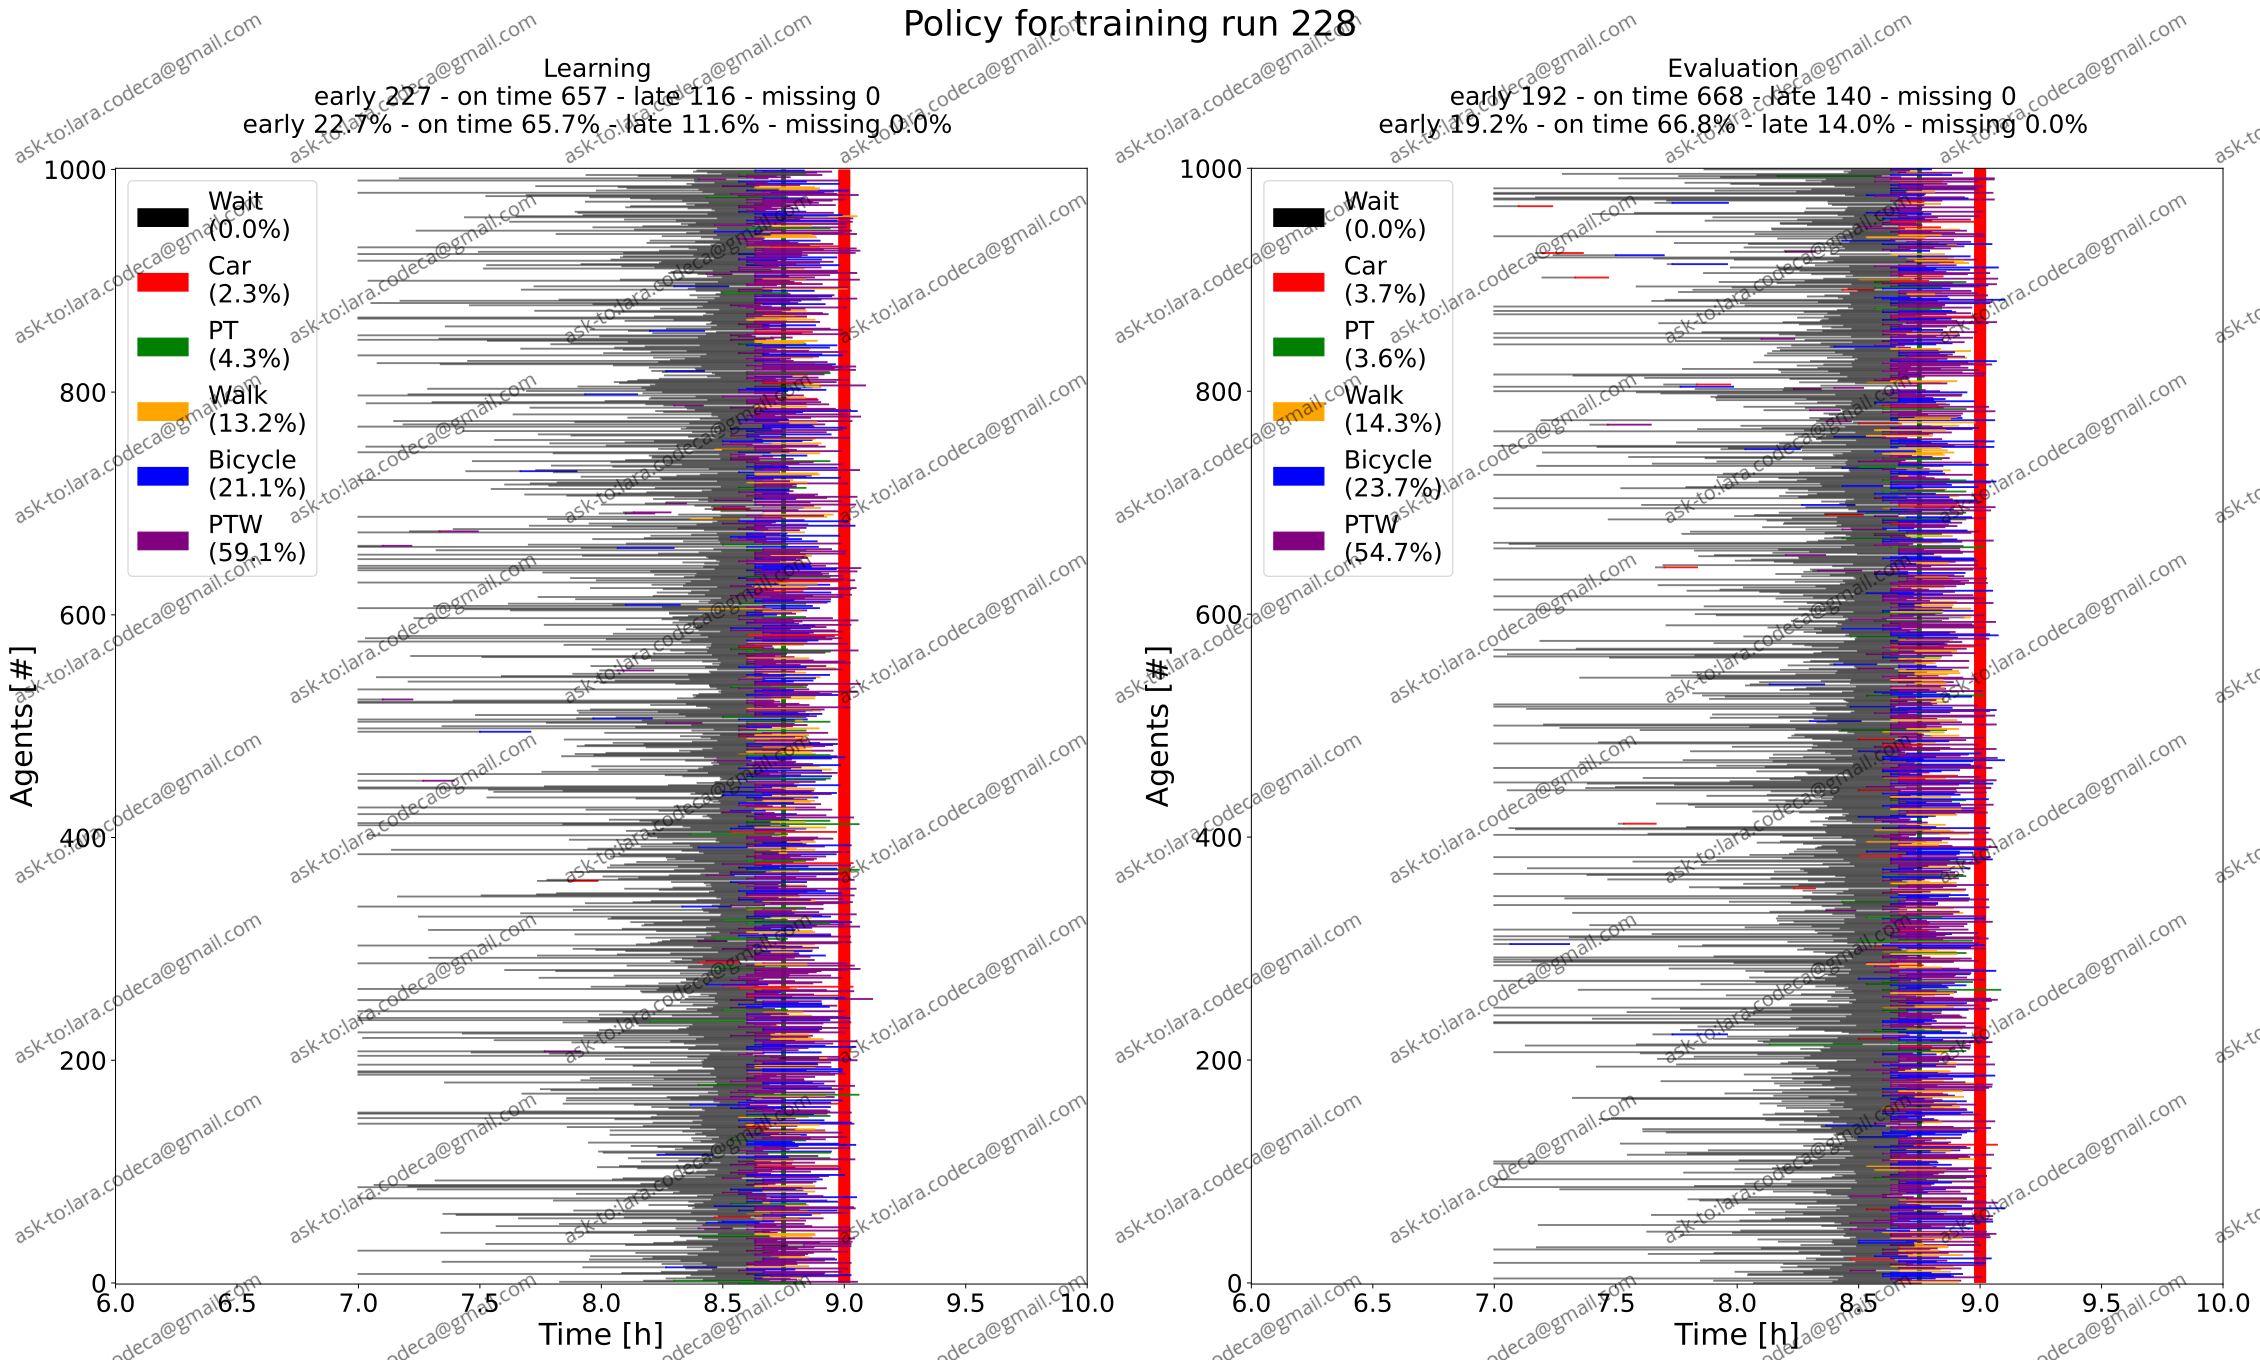 Policy for training run 228
Learning
early 227 - on time 657 - late 116 - missing 0
early 22.7% - on time 65.7% - late 11.6% - missing 0.0%
Evaluation
early 192 - on time 668 - late 140 - missing 0
early 19.2% - on time 66.8% - late 14.0% - missing 0.0%
Agents [#]
1000
800
600
400
200
0
Wait
(0.0%)
Car
(2.3%)
PT
(4.3%)
Walk
(13.2%)
Bicycle
(21.1%)
PTW
(59.1%)
6.0 6.5 7.0 7.5 8.0 8.5 9.0 9.5 10.0
Time [h]
Agents [#]
1000
800
600
400
200
0
Wait
(0.0%)
Car
(3.7%)
PT
(3.6%)
Walk
(14.3%)
Bicycle
(23.7%)
PTW
(54.7%)
6.0 6.5 7.0 7.5 8.0 8.5 9.0 9.5 10.0
Time [h]
ask-to:lara.codeca@gmail.com